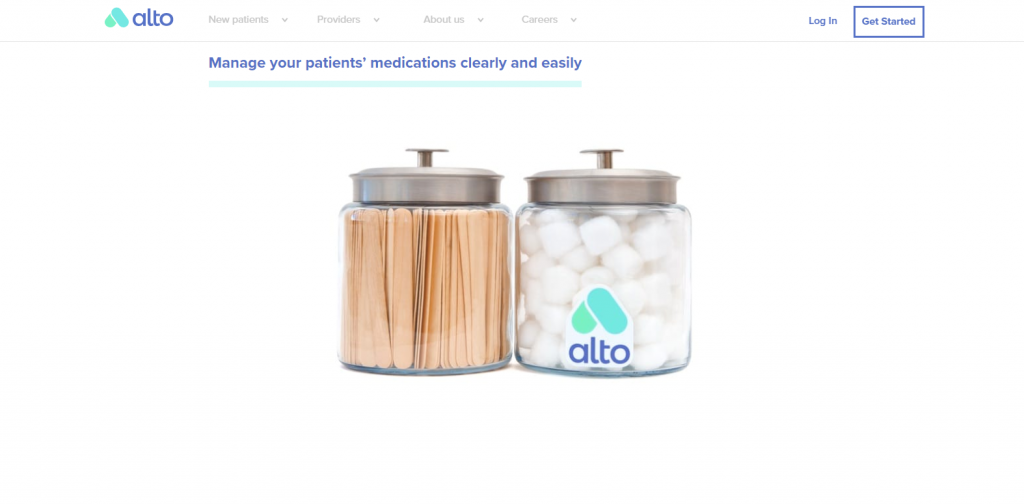 alto
New patients
Providers
About us
Careers
Log In
Get Started
Manage your patients’ medications clearly and easily
alto